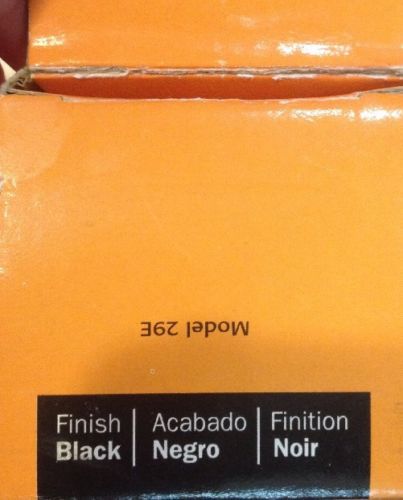 Model 29E
Finish | Acabado | Finition
Black | Negro | Noir